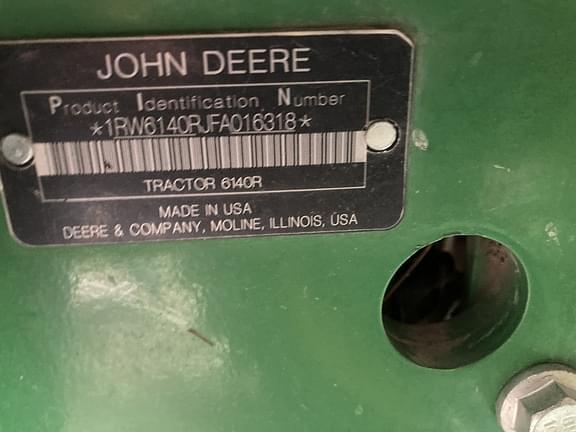 JOHN DEERE
Product Identification Number
*1RW6140RJFA016318*
TRACTOR 6140R
MADE IN USA
DEERE & COMPANY, MOLINE, ILLINOIS, USA